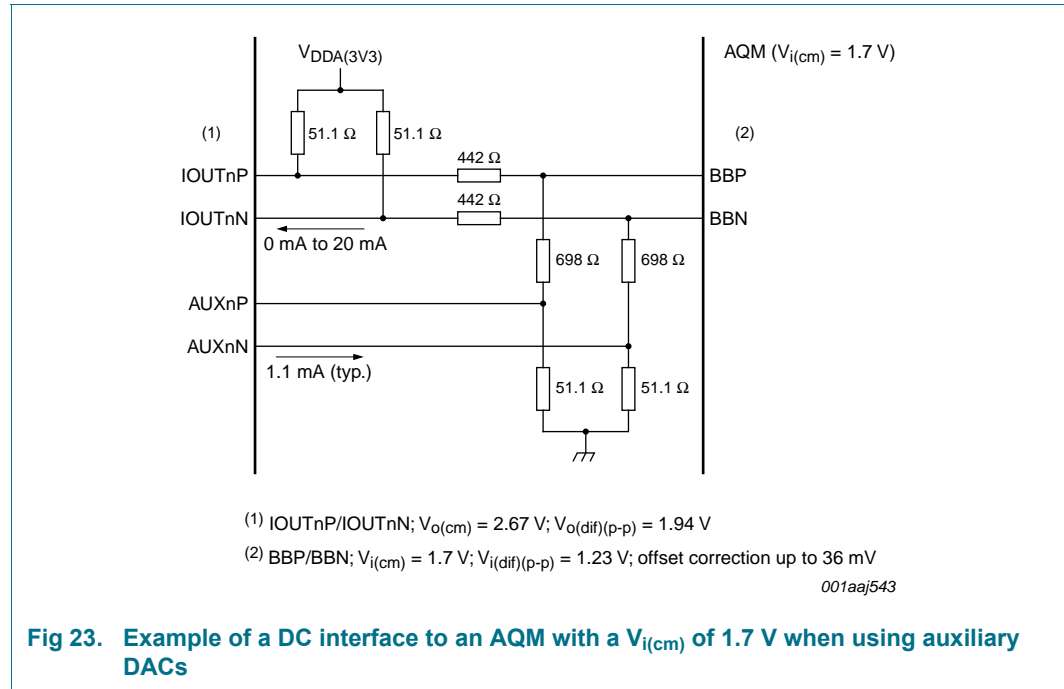 VDDA(3V3)
AQM (Vi(cm) = 1.7 V)
51.1 Ω
51.1 Ω
(1)
(2)
442 Ω
IOUTnP
BBP
442 Ω
IOUTnN
BBN
0 mA to 20 mA
698 Ω
698 Ω
AUXnP
AUXnN
1.1 mA (typ.)
51.1 Ω
51.1 Ω
(1) IOUTnP/IOUTnN; Vo(cm) = 2.67 V; Vo(dif)(p-p) = 1.94 V
(2) BBP/BBN; Vi(cm) = 1.7 V; Vi(dif)(p-p) = 1.23 V; offset correction up to 36 mV
001aaj543
Fig 23. Example of a DC interface to an AQM with a Vi(cm) of 1.7 V when using auxiliary
DACs